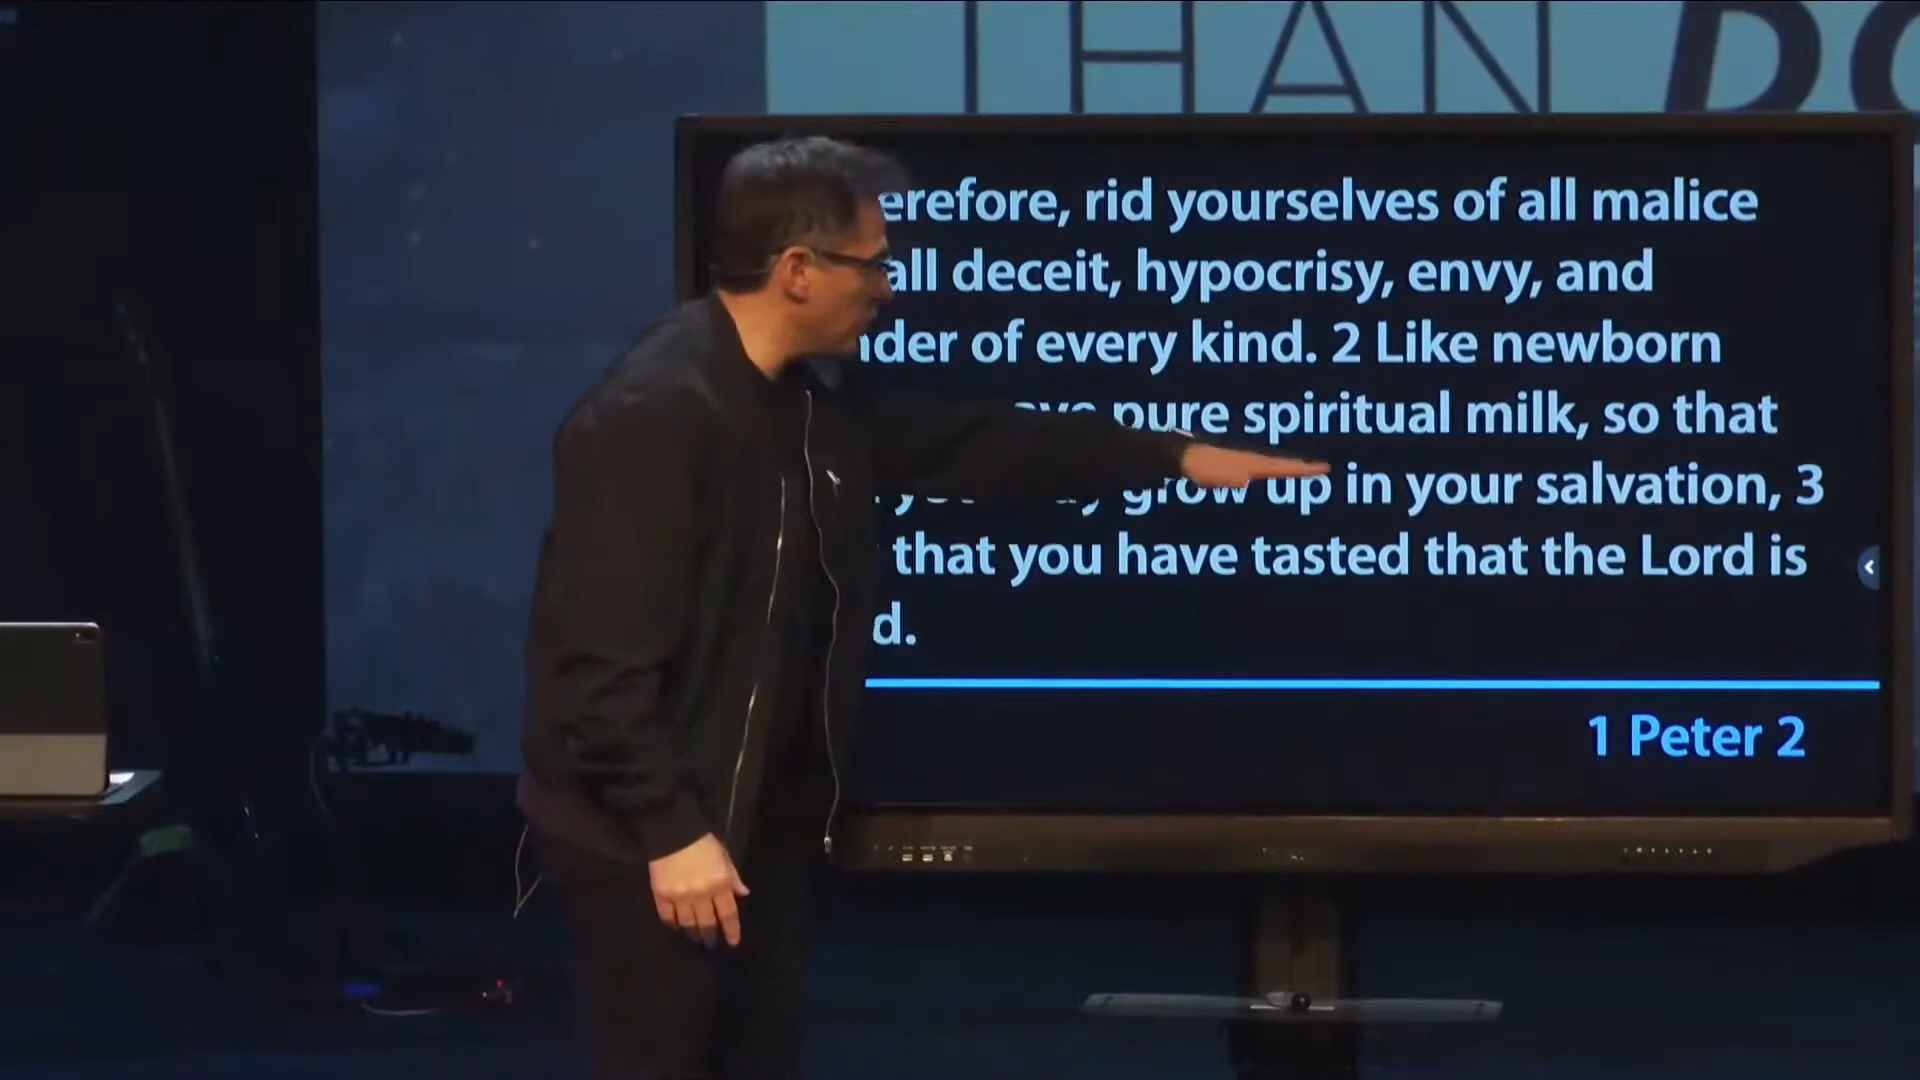 THAN DO
erefore, rid yourselves of all malice
all deceit, hypocrisy, envy, and
nder of every kind. 2 Like newborn
pure spiritual milk, so that
grow up in your salvation, 3
that you have tasted that the Lord is
d.
1 Peter 2